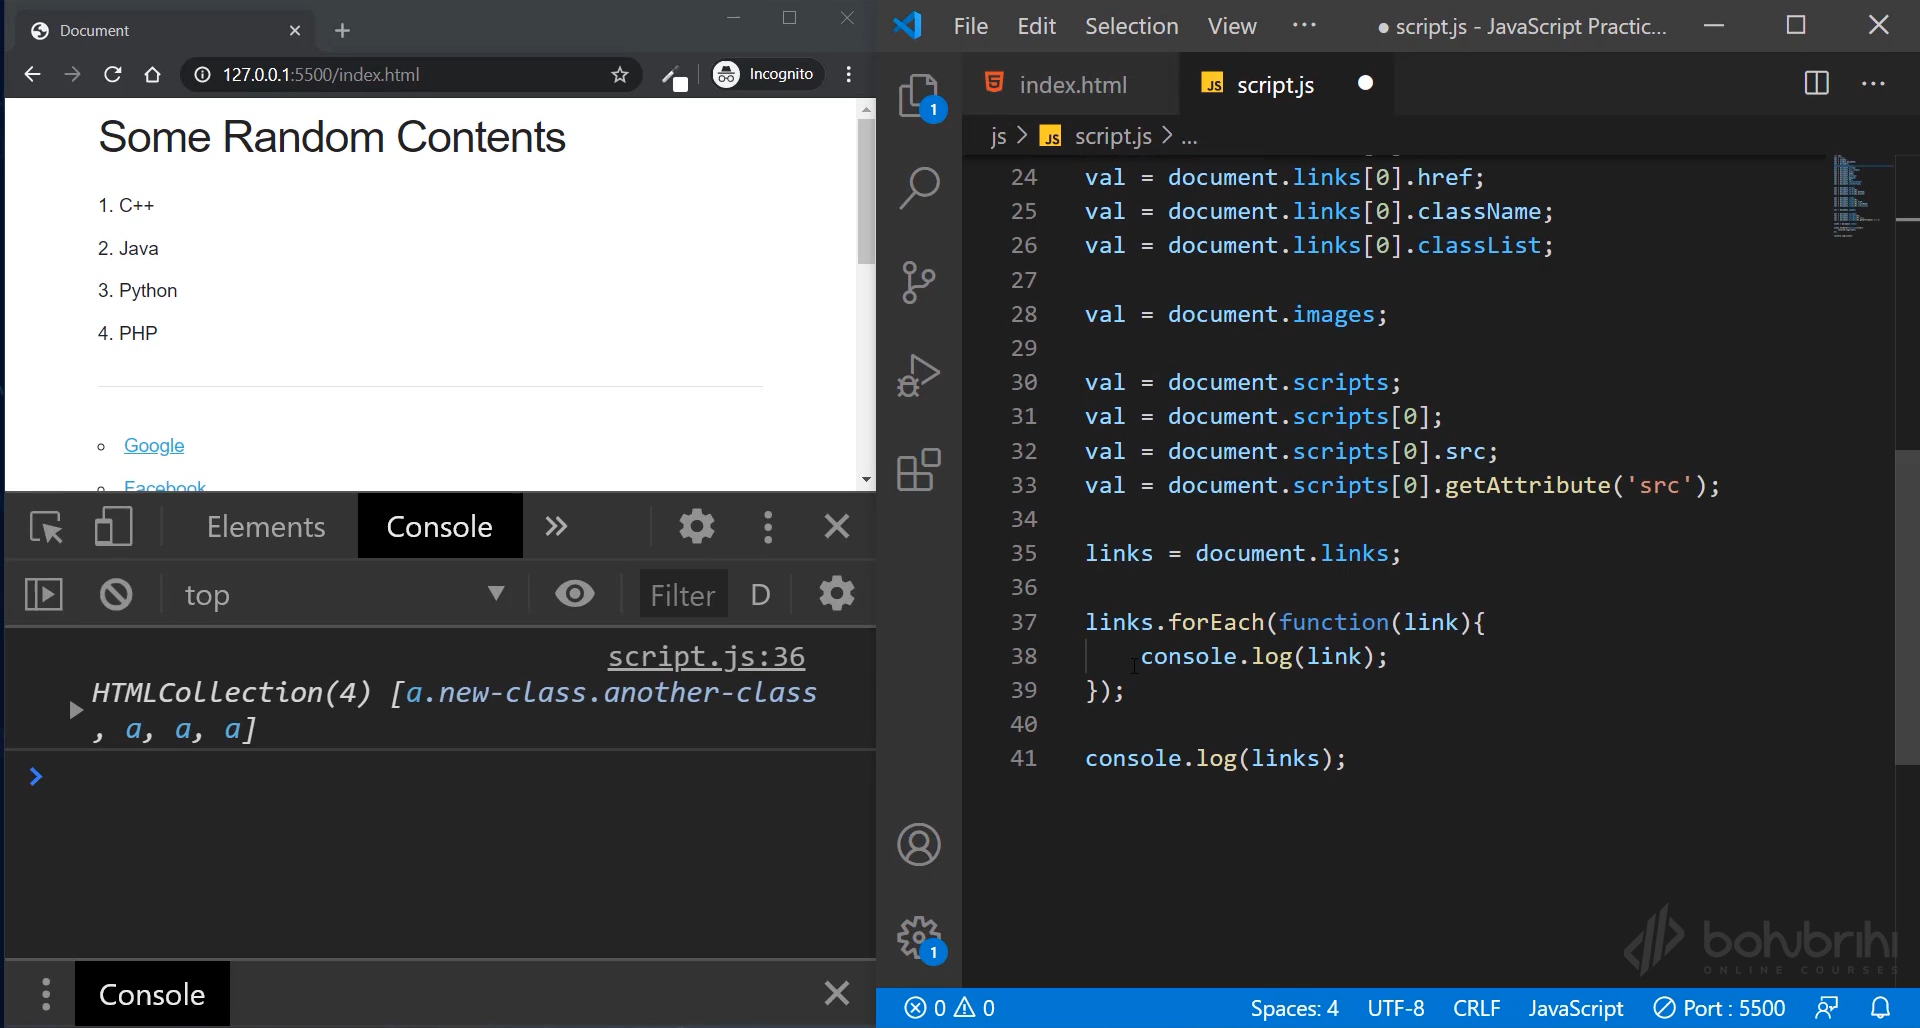 Document
127.0.0.1:5500/index.html
Incognito
Some Random Contents
1. C++
2. Java
3. Python
4. PHP
Google
Facebook
Elements
Console
top
Filter
D
script.js:36
HTMLCollection(4) [a.new-class.another-class
, a, a, a]
Console
File Edit Selection View ···
● script.js - JavaScript Practic...
index.html
JS script.js
1
js > JS script.js > ...
24 val = document.links[0].href;
25 val = document.links[0].className;
26 val = document.links[0].classList;
27
28 val = document.images;
29
30 val = document.scripts;
31 val = document.scripts[0];
32 val = document.scripts[0].src;
33 val = document.scripts[0].getAttribute('src');
34
35 links = document.links;
36
37 links.forEach(function(link){
38 console.log(link);
39 });
40
41 console.log(links);
1
bohubrihi
ONLINE COURSES
0 0
Spaces: 4 UTF-8 CRLF JavaScript Port : 5500